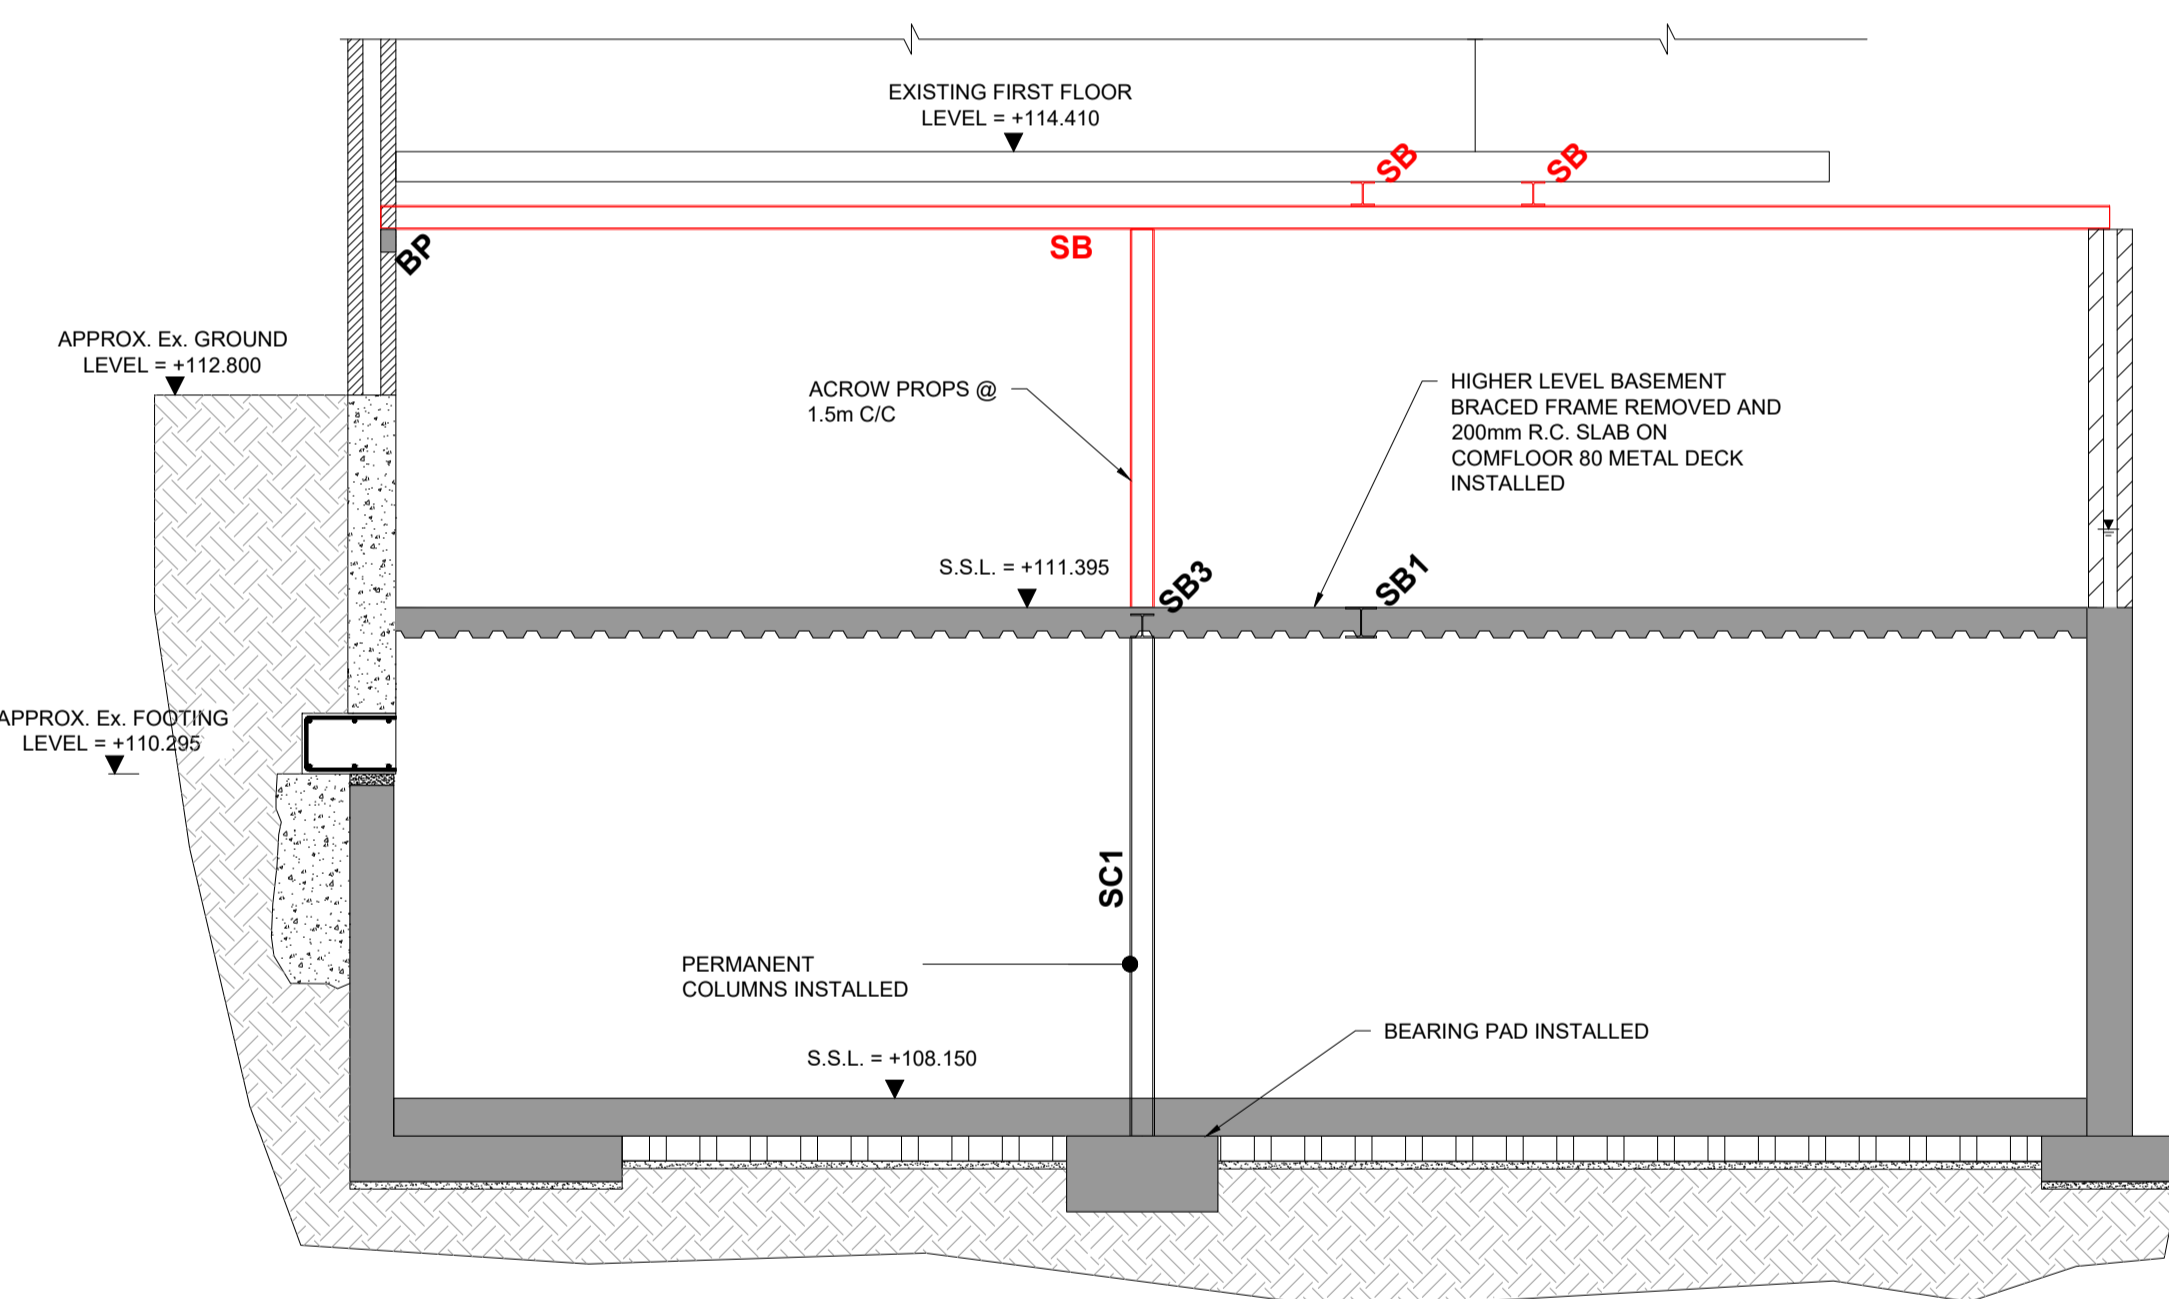 EXISTING FIRST FLOOR
LEVEL = +114.410
SB
SB
SB
BP
APPROX. Ex. GROUND
LEVEL = +112.800
ACROW PROPS @
1.5m C/C
HIGHER LEVEL BASEMENT
BRACED FRAME REMOVED AND
200mm R.C. SLAB ON
COMFLOOR 80 METAL DECK
INSTALLED
S.S.L. = +111.395
SB3
SB1
APPROX. Ex. FOOTING
LEVEL = +110.295
SC1
PERMANENT
COLUMNS INSTALLED
BEARING PAD INSTALLED
S.S.L. = +108.150